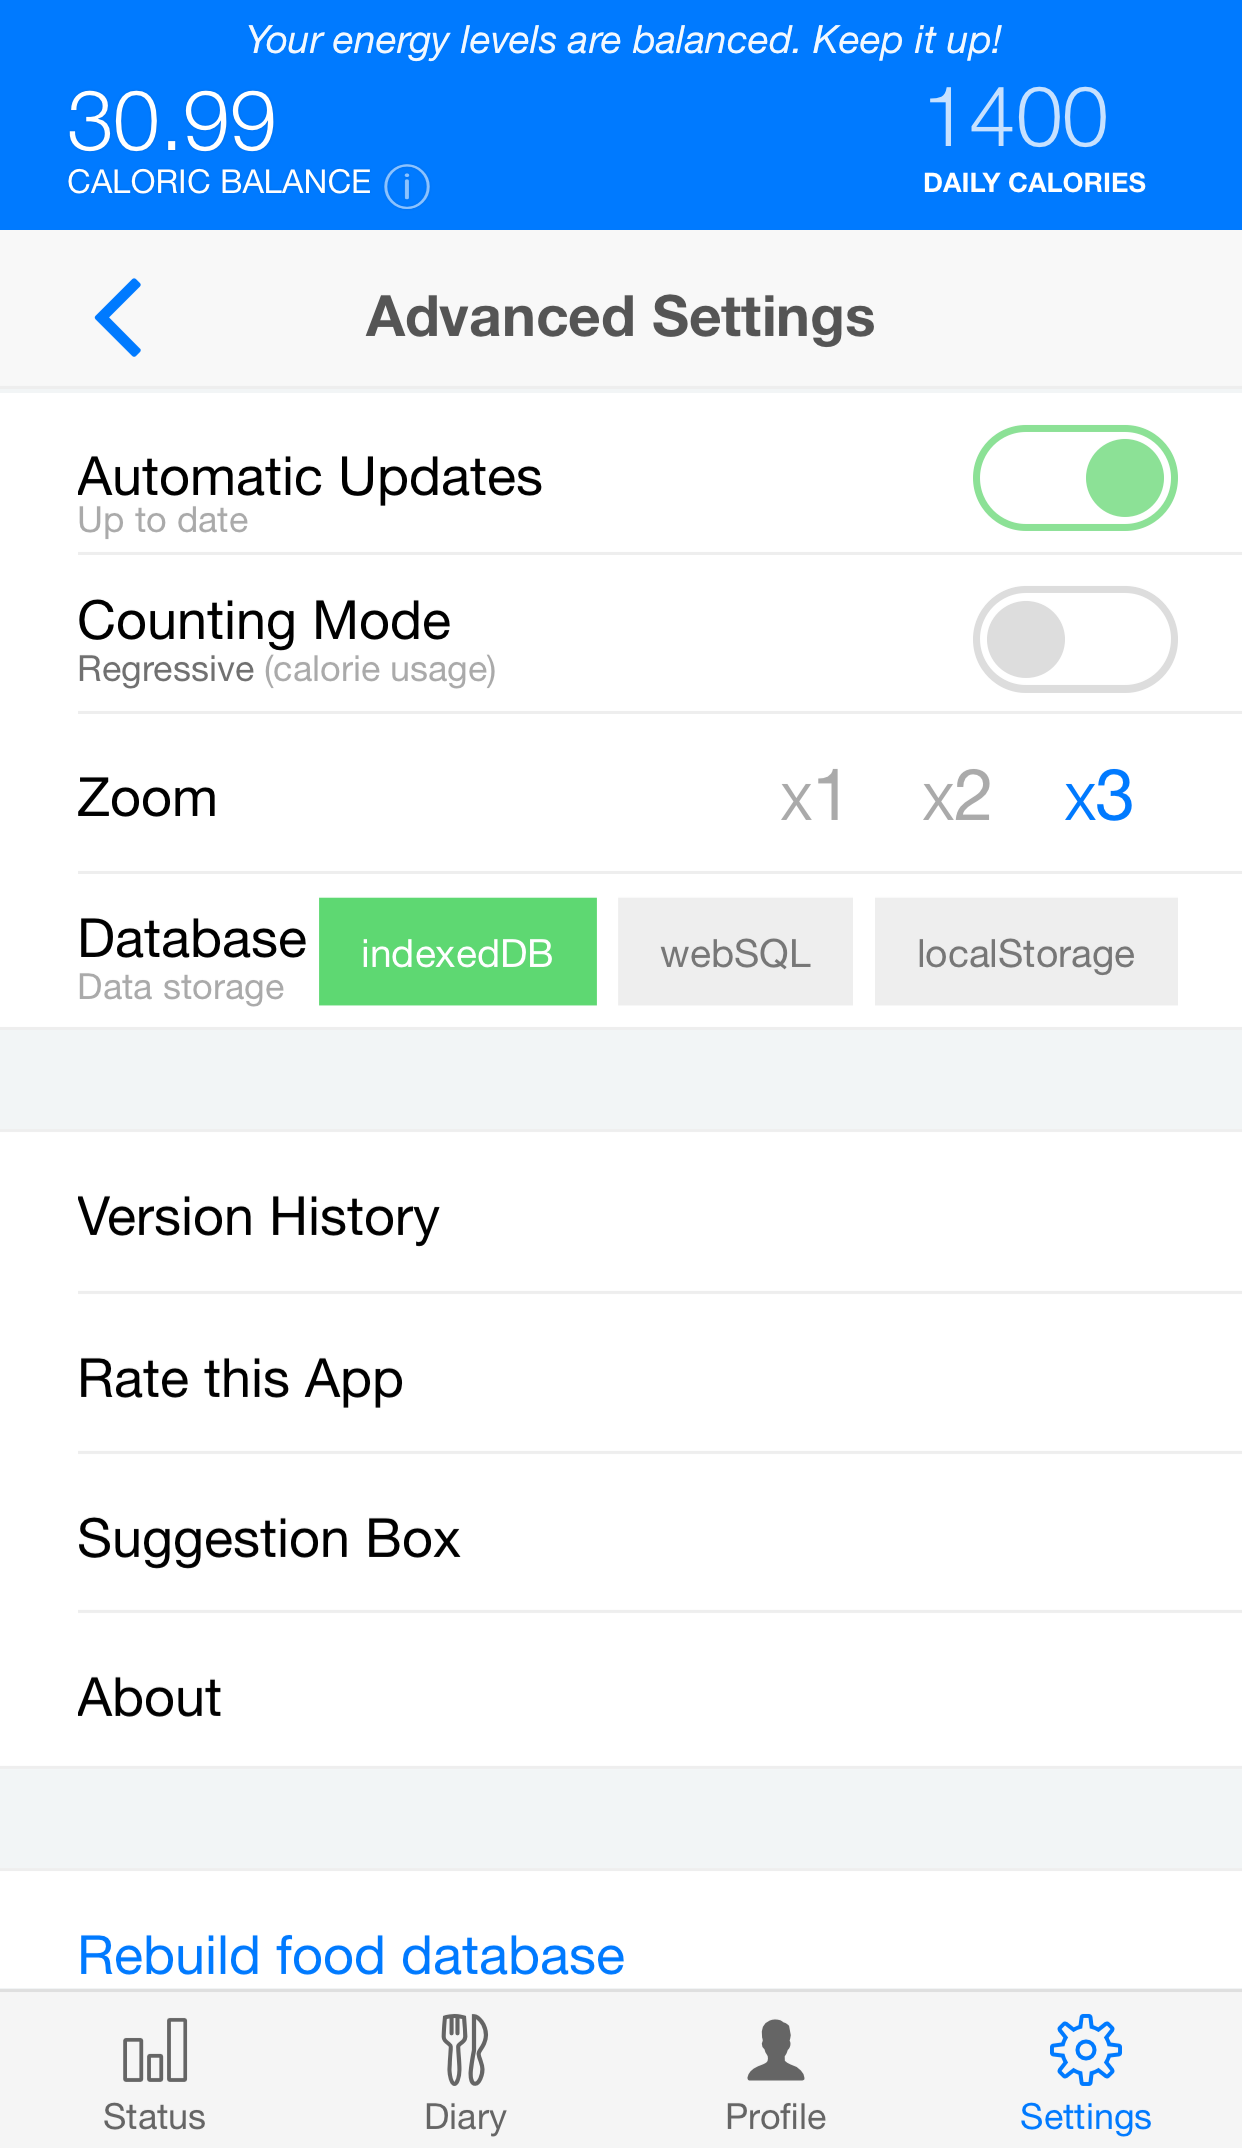 Your energy levels are balanced. Keep it up!
30.99
1400
CALORIC BALANCE i
DAILY CALORIES
Advanced Settings
Automatic Updates
Up to date
Counting Mode
Regressive (calorie usage)
Zoom x1 x2 x3
Database indexedDB webSQL localStorage
Data storage
Version History
Rate this App
Suggestion Box
About
Rebuild food database
Status Diary Profile Settings